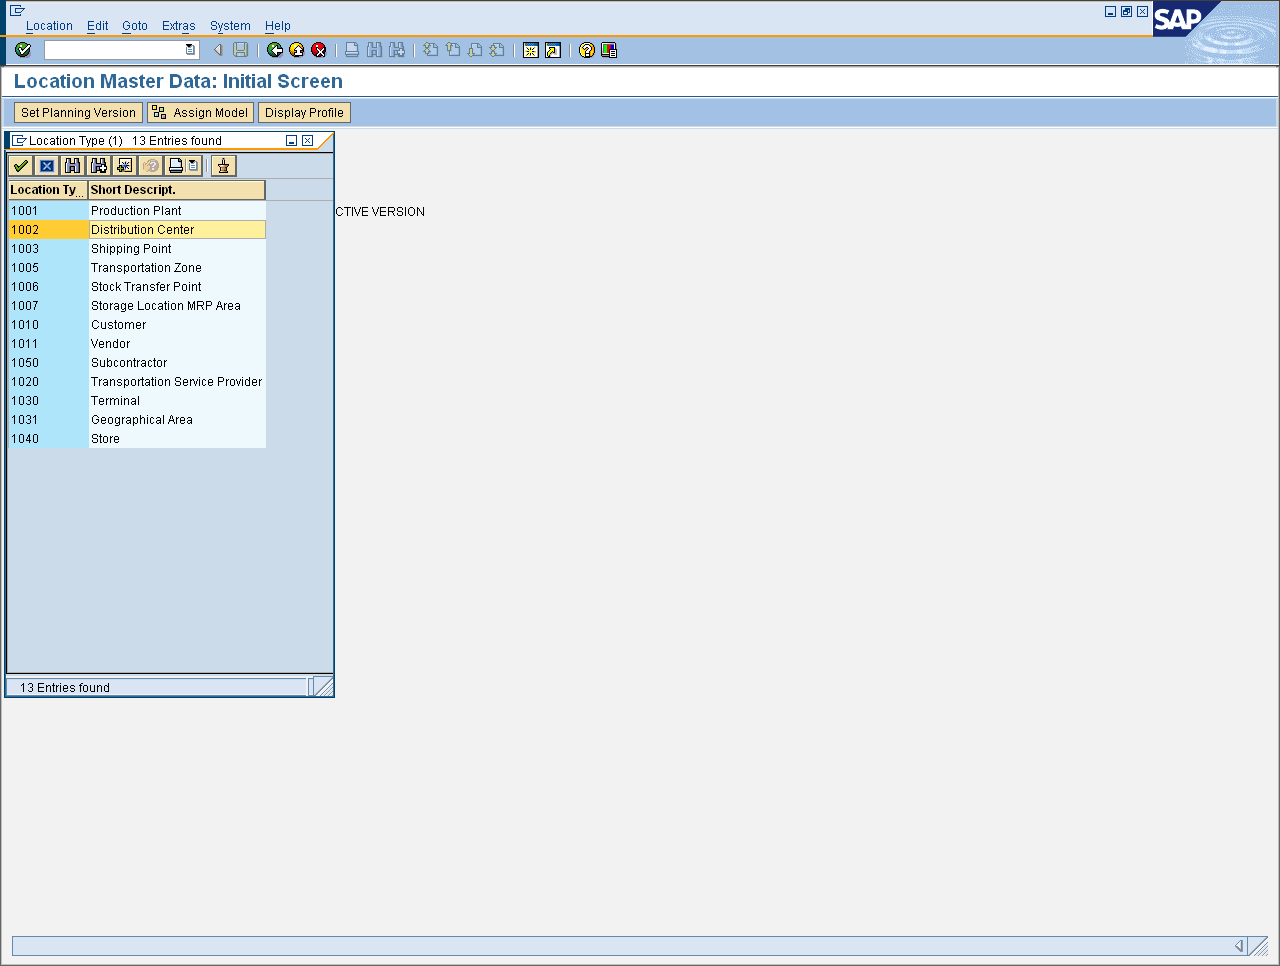 Location Edit Goto Extras System Help
SAP
Location Master Data: Initial Screen
Set Planning Version Assign Model Display Profile
Location Type (1) 13 Entries found
Location Ty... Short Descript.
1001 Production Plant
CTIVE VERSION
1002 Distribution Center
1003 Shipping Point
1005 Transportation Zone
1006 Stock Transfer Point
1007 Storage Location MRP Area
1010 Customer
1011 Vendor
1050 Subcontractor
1020 Transportation Service Provider
1030 Terminal
1031 Geographical Area
1040 Store
13 Entries found